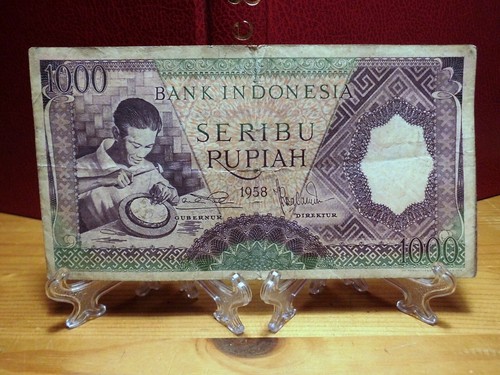 1000
BANK INDONESIA
SERIBU
RUPIAH
1958
GUBERNUR
DIREKTUR
1000